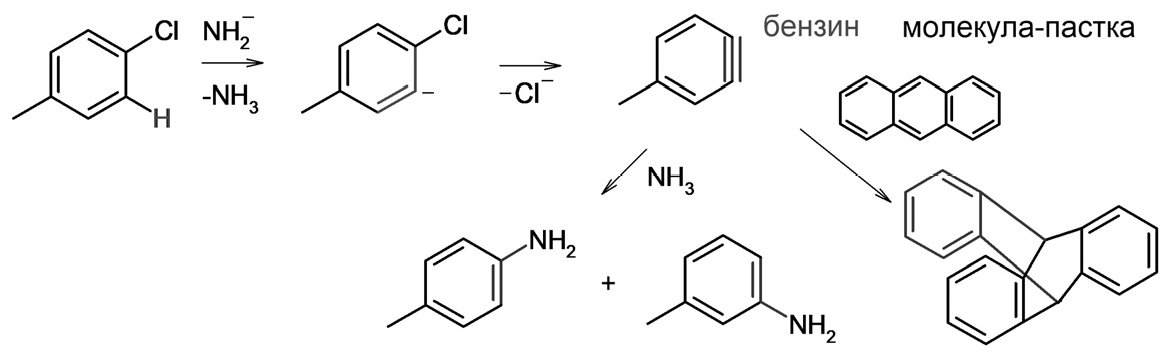 Cl NH₂⁻ Cl бензин молекула-пастка
-NH₃ – –Cl⁻
H
NH₃
NH₂
+
NH₂